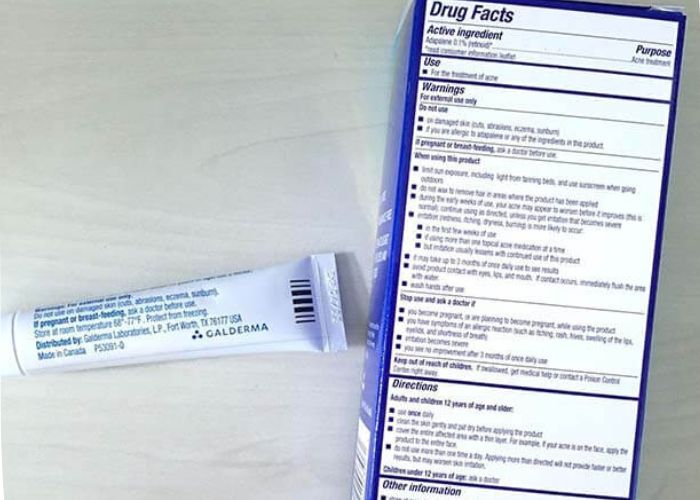 Drug Facts
Active ingredient Purpose
Adapalene 0.1% (retinoid)* Acne treatment
*read consumer information leaflet
Use
■ For the treatment of acne
Warnings
For external use only
Do not use
■ on damaged skin (cuts, abrasions, eczema, sunburn)
■ if you are allergic to adapalene or any of the ingredients in this product
If pregnant or breast-feeding, ask a doctor before use.
When using this product
■ limit sun exposure, including light from tanning beds, and use sunscreen when going
outdoors
■ do not wax to remove hair in areas where the product has been applied
■ during the early weeks of use, your acne may appear to worsen before it improves (this is
normal); continue using as directed, unless you get irritation that becomes severe
■ irritation (redness, itching, dryness, burning) is more likely to occur:
■ in the first few weeks of use
■ if using more than one topical acne medication at a time
■ but irritation usually lessens with continued use of this product
■ it may take up to 3 months of once daily use to see results
■ avoid product contact with eyes, lips, and mouth. If contact occurs, immediately flush the area
with water.
■ wash hands after use
Stop use and ask a doctor if
■ you become pregnant, or are planning to become pregnant, while using the product
■ you have symptoms of an allergic reaction (such as itching, rash, hives, swelling of the lips,
eyelids, and shortness of breath)
■ irritation becomes severe
■ you see no improvement after 3 months of once daily use
Keep out of reach of children. If swallowed, get medical help or contact a Poison Control
Center right away.
Directions
Adults and children 12 years of age and older:
■ use once daily
■ clean the skin gently and pat dry before applying the product
■ cover the entire affected area with a thin layer. For example, if your acne is on the face, apply the
product to the entire face.
■ do not use more than one time a day. Applying more than directed will not provide faster or better
results, but may worsen skin irritation.
Children under 12 years of age: ask a doctor
Other information
Warnings: For external use only.
Do not use on damaged skin (cuts, abrasions, eczema, sunburn).
If pregnant or breast-feeding, ask a doctor before use.
Store at room temperature 68°-77°F. Protect from freezing.
Distributed by: Galderma Laboratories, L.P., Fort Worth, TX 76177 USA
Made in Canada P53091-0
GALDERMA